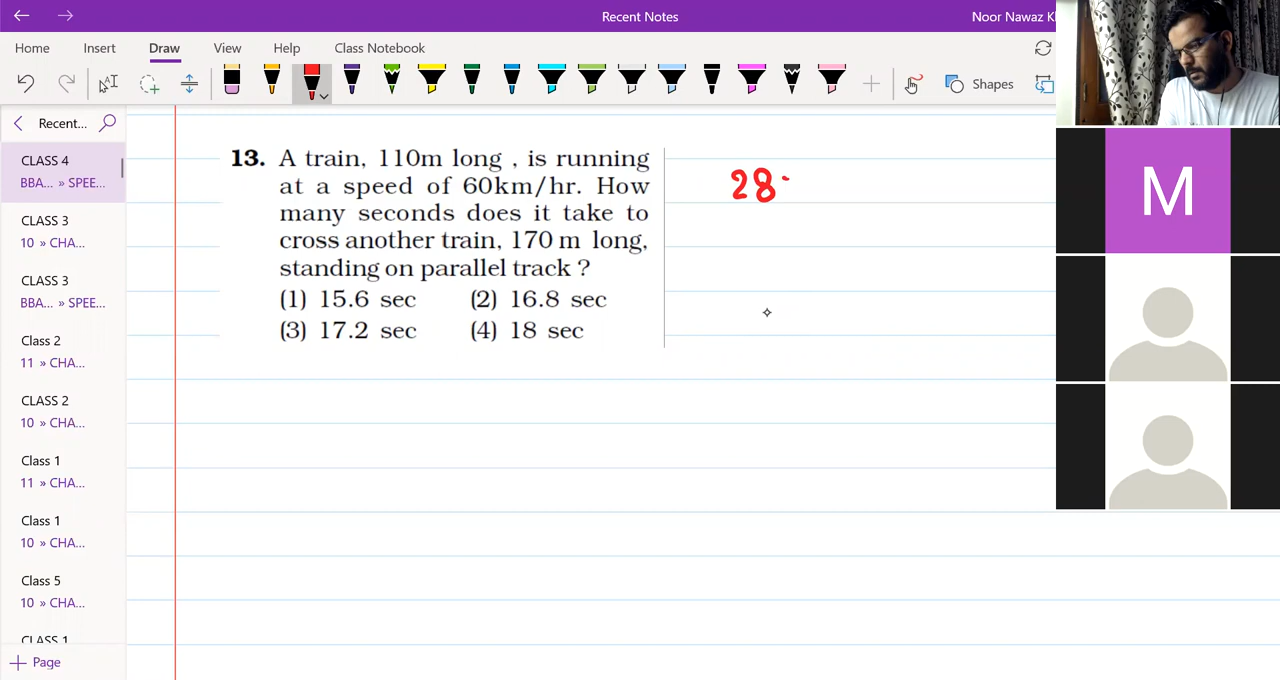 Recent Notes
Noor Nawaz Kh
Home Insert Draw View Help Class Notebook
Shapes
Recent...
CLASS 4
BBA... » SPEE...
CLASS 3
10 » CHA...
CLASS 3
BBA... » SPEE...
Class 2
11 » CHA...
CLASS 2
10 » CHA...
Class 1
11 » CHA...
Class 1
10 » CHA...
Class 5
10 » CHA...
CLASS 1
Page
13. A train, 110m long , is running
at a speed of 60km/hr. How
many seconds does it take to
cross another train, 170 m long,
standing on parallel track ?
(1) 15.6 sec (2) 16.8 sec
(3) 17.2 sec (4) 18 sec
28
M